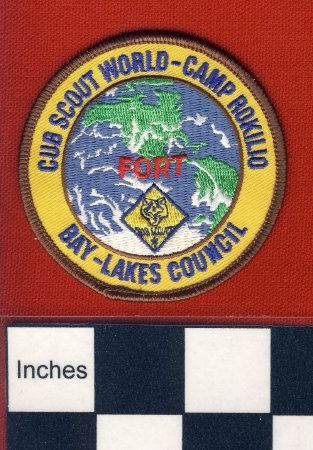 CUB SCOUT WORLD-CAMP ROKILIO
FORT
BAY-LAKES COUNCIL
Inches